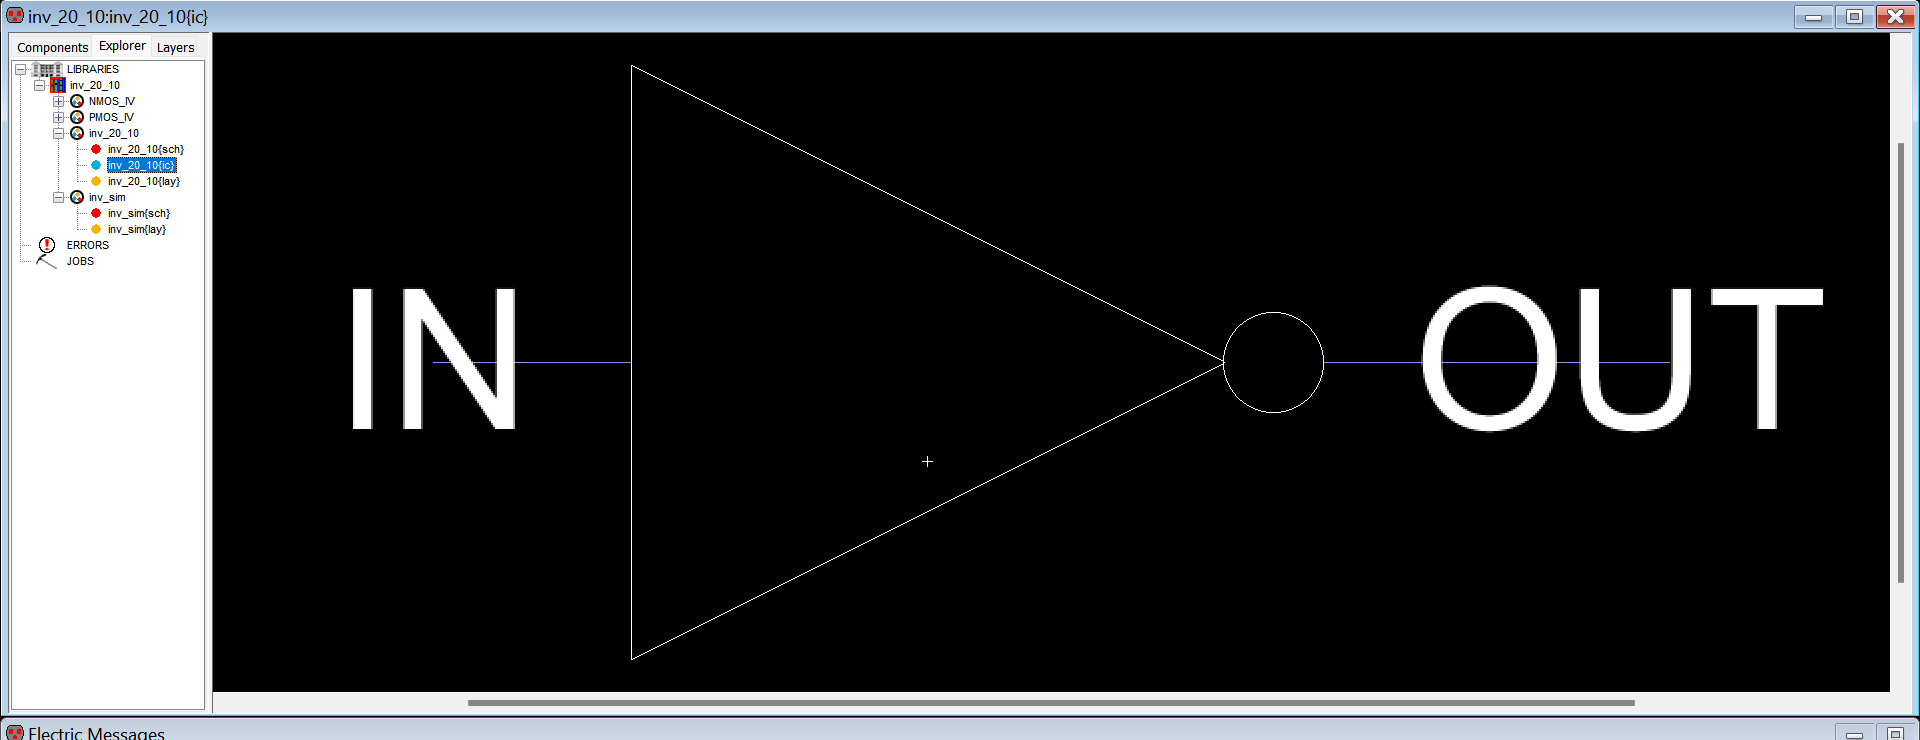 inv_20_10:inv_20_10{ic}
Components Explorer Layers
LIBRARIES
inv_20_10
NMOS_IV
PMOS_IV
inv_20_10
inv_20_10{sch}
inv_20_10{ic}
inv_20_10{lay}
inv_sim
inv_sim{sch}
inv_sim{lay}
ERRORS
JOBS
IN OUT
Electric Messages